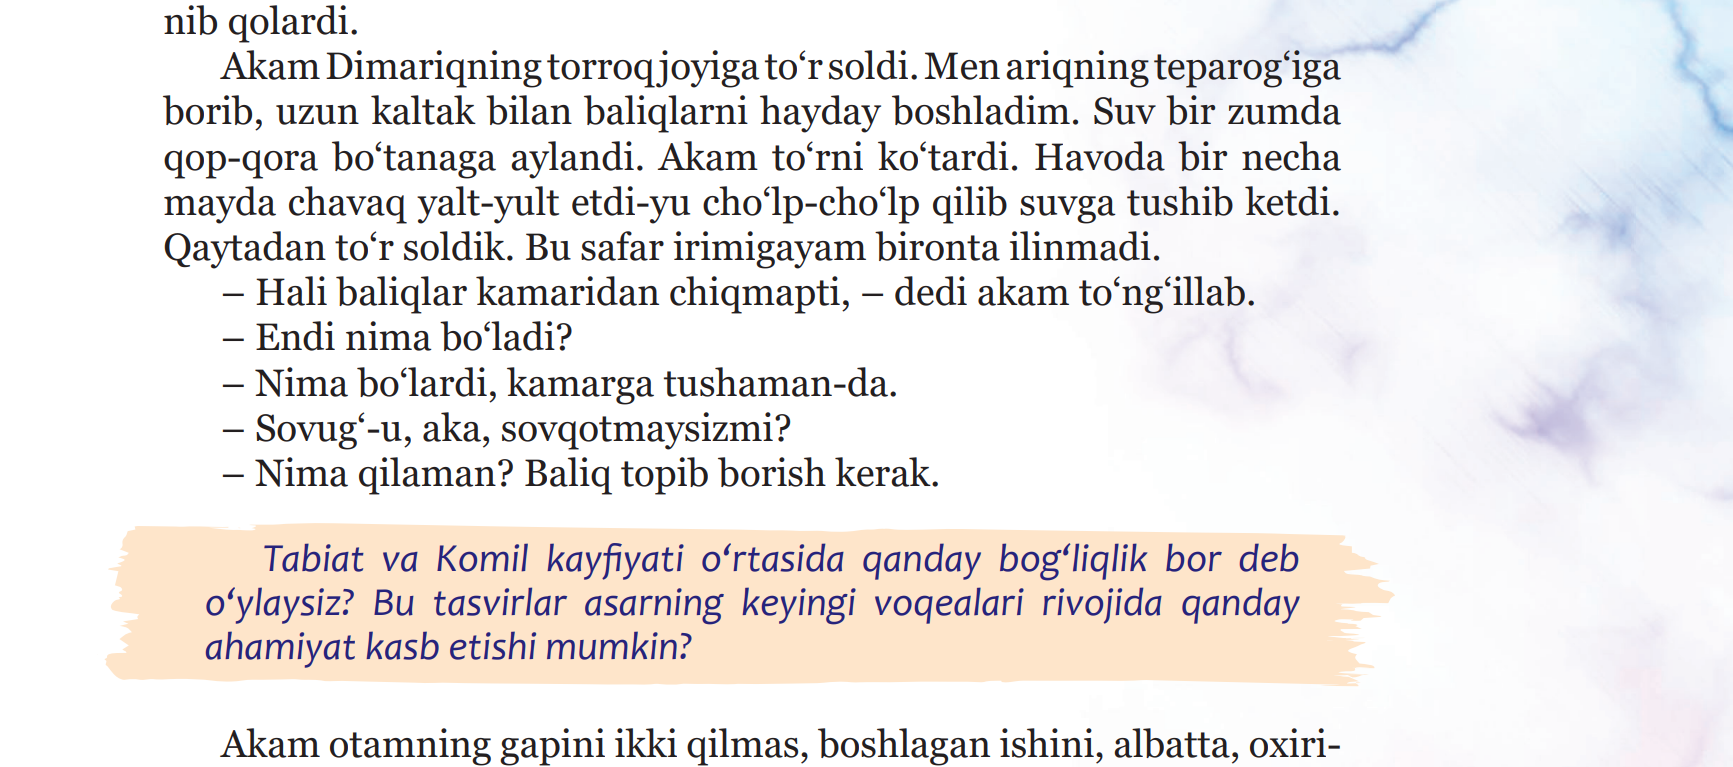 nib qolardi.
Akam Dimariqning torroq joyiga to‘r soldi. Men ariqning teparog‘iga
borib, uzun kaltak bilan baliqlarni hayday boshladim. Suv bir zumda
qop-qora bo‘tanaga aylandi. Akam to‘rni ko‘tardi. Havoda bir necha
mayda chavaq yalt-yult etdi-yu cho‘lp-cho‘lp qilib suvga tushib ketdi.
Qaytadan to‘r soldik. Bu safar irimigayam bironta ilinmadi.
– Hali baliqlar kamaridan chiqmapti, – dedi akam to‘ng‘illab.
– Endi nima bo‘ladi?
– Nima bo‘lardi, kamarga tushaman-da.
– Sovug‘-u, aka, sovqotmaysizmi?
– Nima qilaman? Baliq topib borish kerak.
Tabiat va Komil kayfiyati o‘rtasida qanday bog‘liqlik bor deb
o‘ylaysiz? Bu tasvirlar asarning keyingi voqealari rivojida qanday
ahamiyat kasb etishi mumkin?
Akam otamning gapini ikki qilmas, boshlagan ishini, albatta, oxiri-